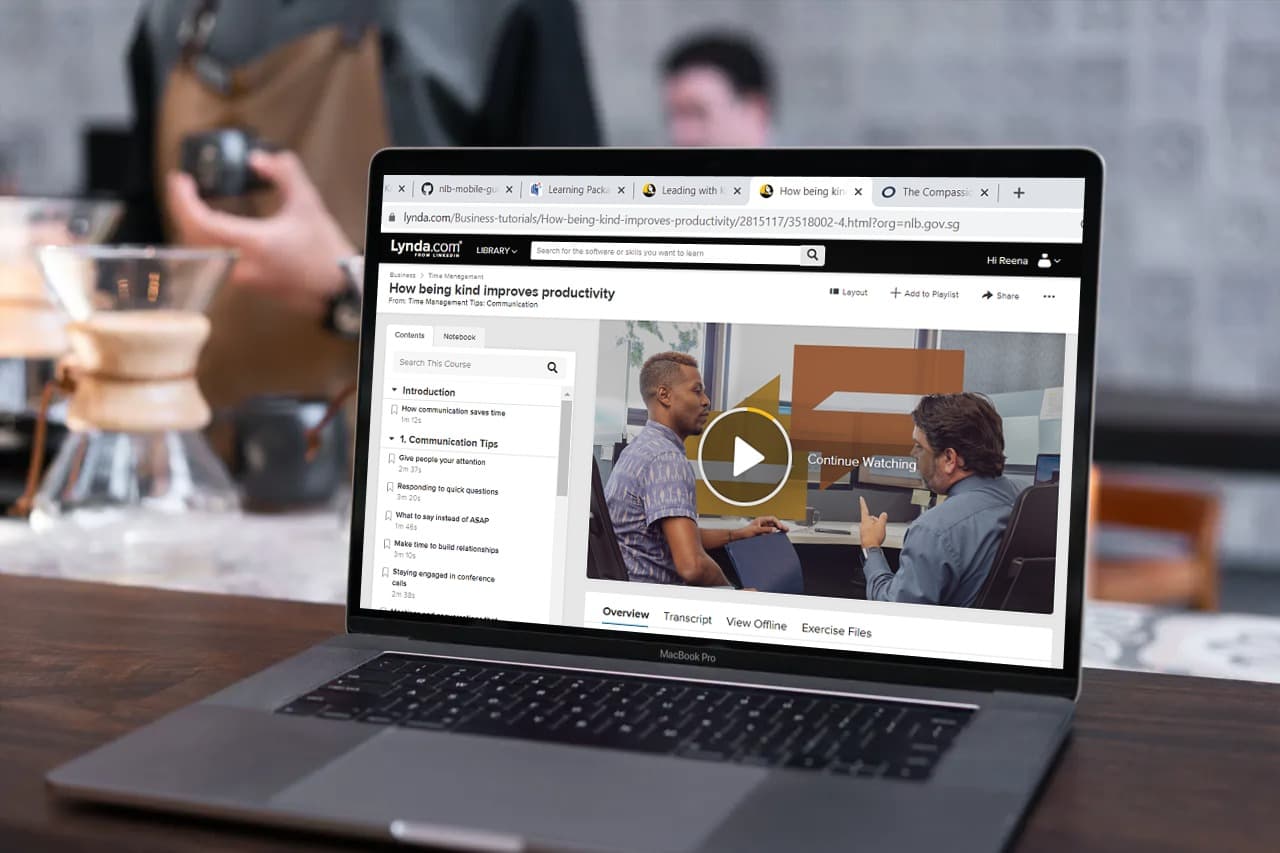 nlb-mobile-gu
Learning Packa
Leading with k
How being kin
The Compassio
lynda.com/Business-tutorials/How-being-kind-improves-productivity/2815117/3518002-4.html?org=nlb.gov.sg
Lynda.com
FROM LINKEDIN
LIBRARY
Search for the software or skills you want to learn
Hi Reena
Business > Time Management
How being kind improves productivity
From: Time Management Tips: Communication
Layout
Add to Playlist
Share
Contents
Notebook
Search This Course
Introduction
How communication saves time
1m 12s
1. Communication Tips
Give people your attention
2m 37s
Responding to quick questions
3m 20s
What to say instead of ASAP
1m 46s
Make time to build relationships
3m 10s
Staying engaged in conference
calls
2m 38s
Continue Watching
Overview
Transcript
View Offline
Exercise Files
MacBook Pro